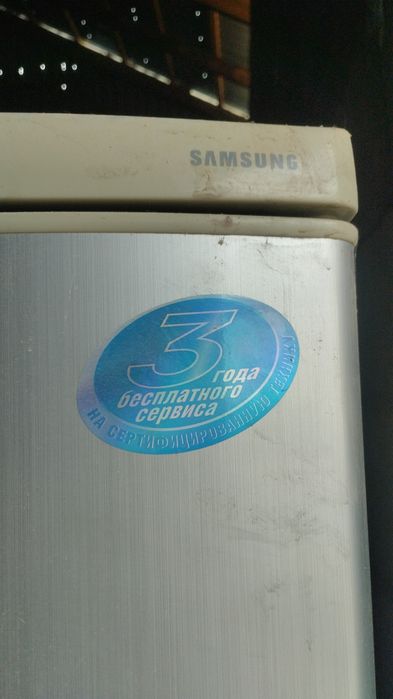 SAMSUNG
3
года
бесплатного
сервиса
НА СЕРТИФИЦИРОВАННУЮ ТЕХНИКУ